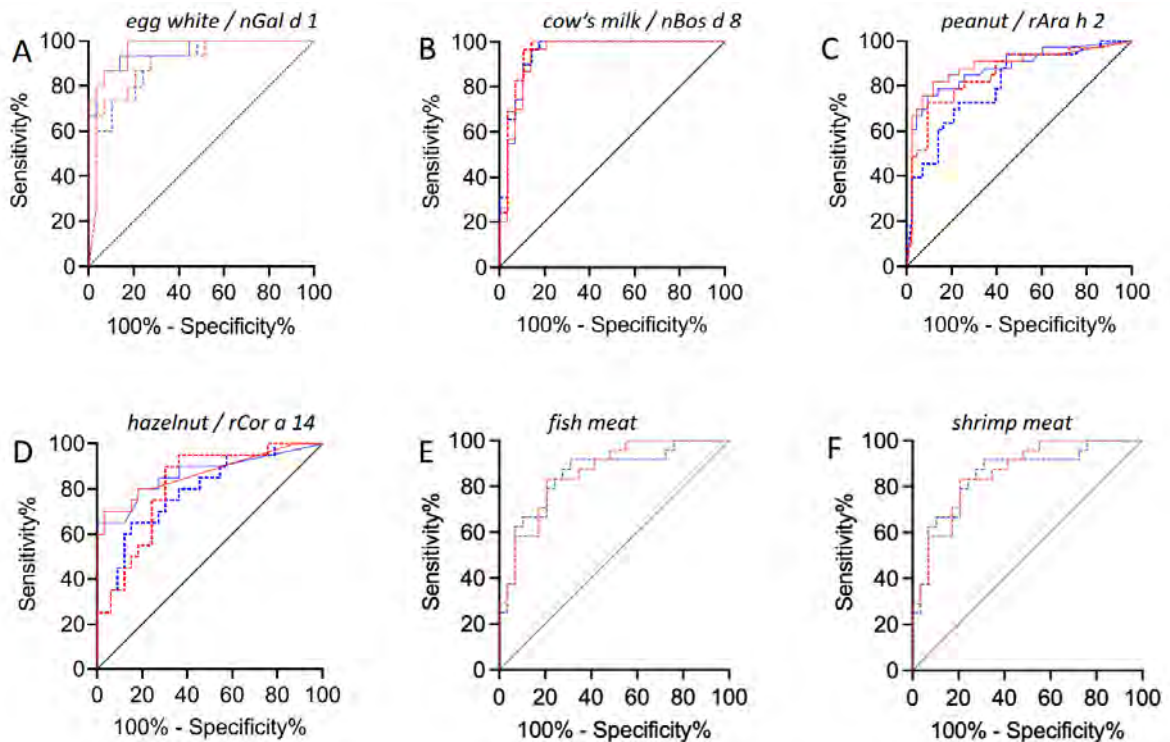 A
egg white / nGal d 1
Sensitivity%
100
80
60
40
20
0
0 20 40 60 80 100
100% - Specificity%
B
cow's milk / nBos d 8
Sensitivity%
100
80
60
40
20
0
0 20 40 60 80 100
100% - Specificity%
C
peanut / rAra h 2
Sensitivity%
100
80
60
40
20
0
0 20 40 60 80 100
100% - Specificity%
D
hazelnut / rCor a 14
Sensitivity%
100
80
60
40
20
0
0 20 40 60 80 100
100% - Specificity%
E
fish meat
Sensitivity%
100
80
60
40
20
0
0 20 40 60 80 100
100% - Specificity%
F
shrimp meat
Sensitivity%
100
80
60
40
20
0
0 20 40 60 80 100
100% - Specificity%